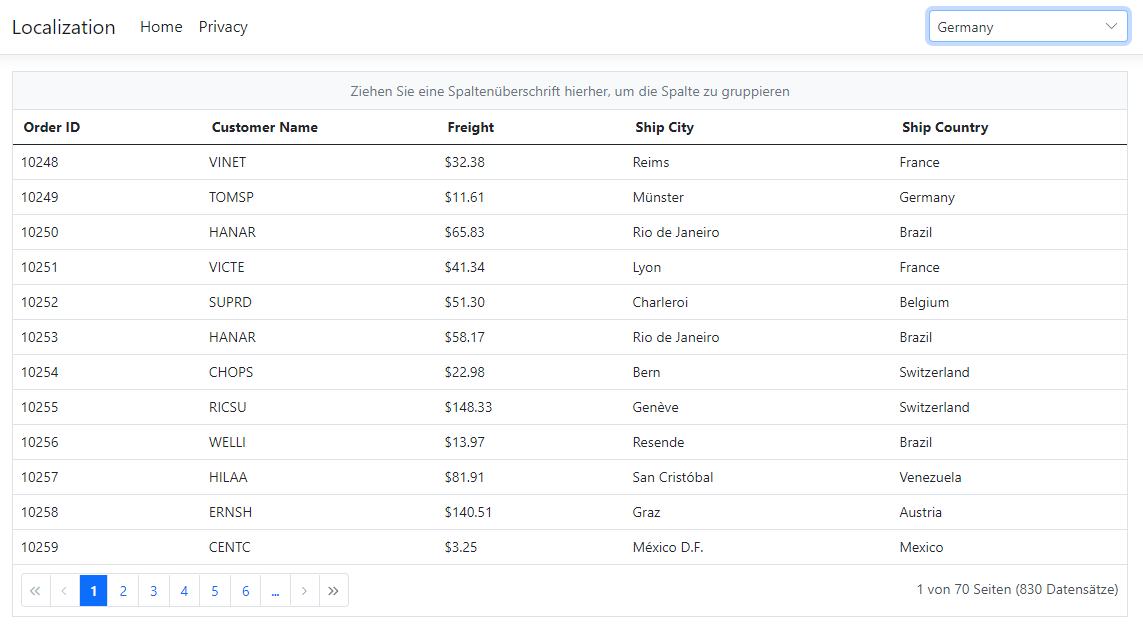 Localization Home Privacy Germany
Ziehen Sie eine Spaltenüberschrift hierher, um die Spalte zu gruppieren
Order ID Customer Name Freight Ship City Ship Country
10248 VINET $32.38 Reims France
10249 TOMSP $11.61 Münster Germany
10250 HANAR $65.83 Rio de Janeiro Brazil
10251 VICTE $41.34 Lyon France
10252 SUPRD $51.30 Charleroi Belgium
10253 HANAR $58.17 Rio de Janeiro Brazil
10254 CHOPS $22.98 Bern Switzerland
10255 RICSU $148.33 Genève Switzerland
10256 WELLI $13.97 Resende Brazil
10257 HILAA $81.91 San Cristóbal Venezuela
10258 ERNSH $140.51 Graz Austria
10259 CENTC $3.25 México D.F. Mexico
1 2 3 4 5 6 ... 1 von 70 Seiten (830 Datensätze)